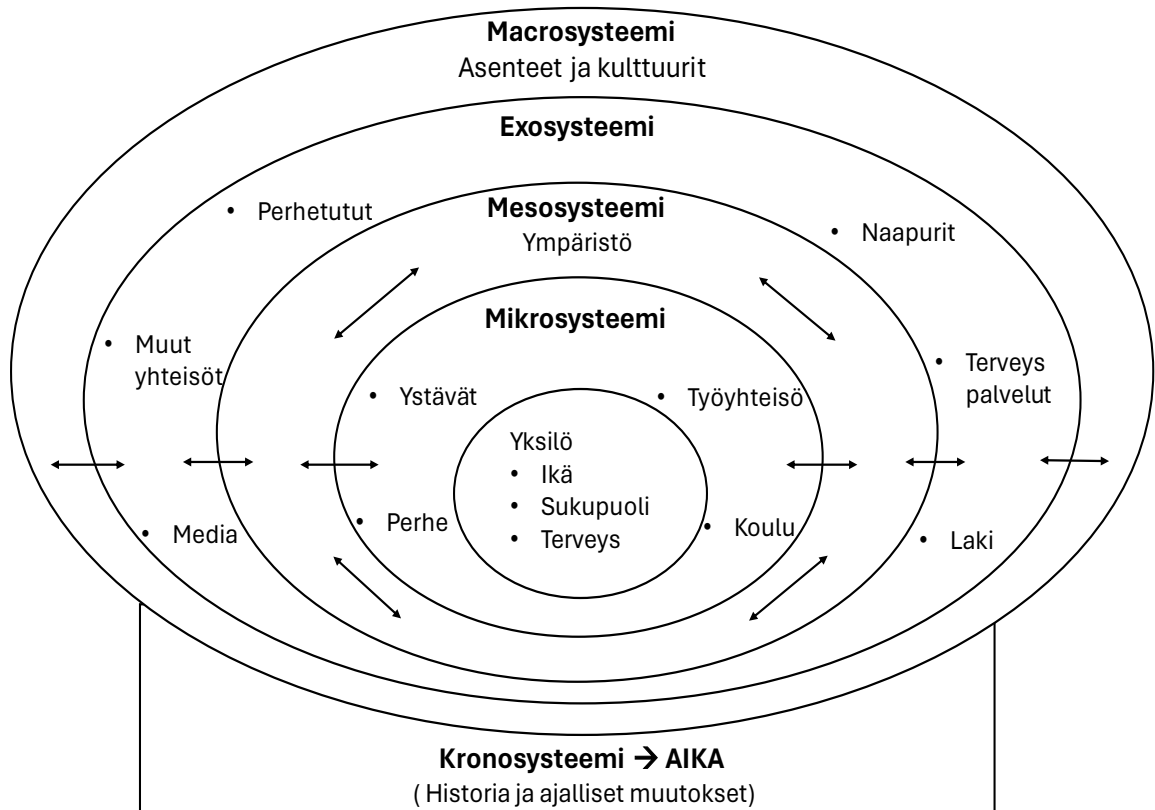 Macrosysteemi
Asenteet ja kulttuurit
Exosysteemi
• Perhetutut
Mesosysteemi
Ympäristö
• Naapurit
Mikrosysteemi
• Muut
yhteisöt
• Terveys
palvelut
• Ystävät
• Työyhteisö
Yksilö
• Ikä
• Sukupuoli
• Terveys
• Perhe
• Koulu
• Media
• Laki
Kronosysteemi → AIKA
( Historia ja ajalliset muutokset)